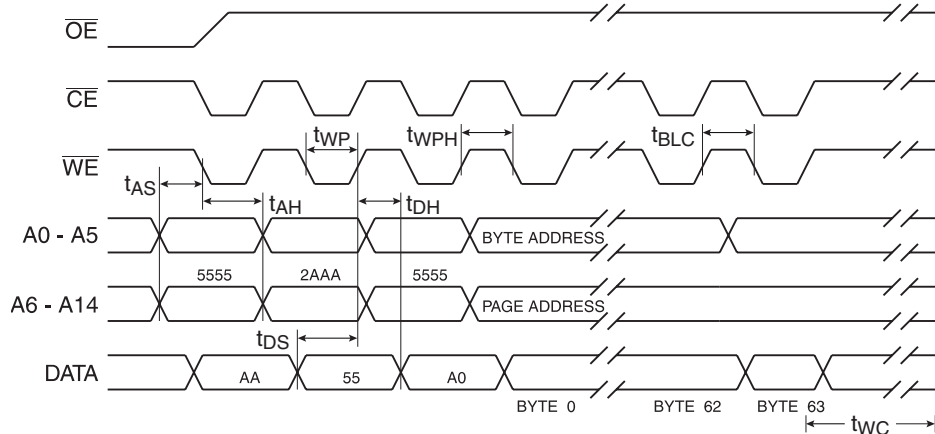 OE
CE
tWP tWPH tBLC
WE
tAS
tAH tDH
A0 - A5 BYTE ADDRESS
5555 2AAA 5555
A6 - A14 PAGE ADDRESS
tDS
DATA AA 55 A0
BYTE 0 BYTE 62 BYTE 63
tWC